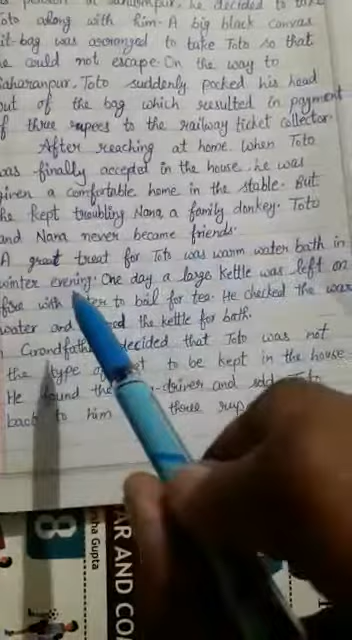 pension at Saharanpur, he decided to take
Toto along with him. A big black canvas
kit-bag was arranged to take Toto so that
he could not escape. On the way to
Saharanpur, Toto suddenly pocked his head
out of the bag which resulted in payment
of three rupees to the railway ticket collector.
After reaching at home when Toto
was finally accepted in the house, he was
given a comfortable home in the stable. But
he kept troubling Nana, a family donkey. Toto
and Nana never became friends.
A great treat for Toto was warm water bath in
winter evening. One day a large kettle was left on
fire with to boil for tea. He checked the
water and the kettle for bath.
decided that Toto was not
the type of to be kept in the house
He the -driver and
back to him three
8
sha Gupta
AR AND CO